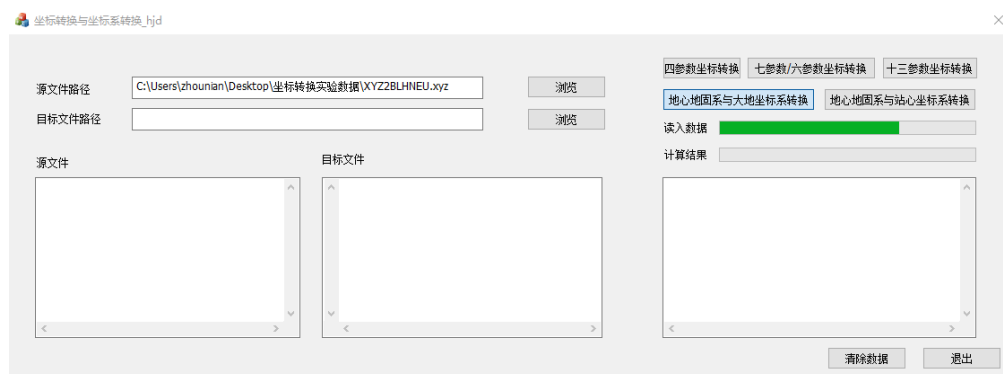 坐标转换与坐标系转换_hjd
四参数坐标转换 七参数/六参数坐标转换 十三参数坐标转换
源文件路径 C:\Users\zhounian\Desktop\坐标转换实验数据\XYZ2BLHNEU.xyz 浏览
地心地固系与大地坐标系转换 地心地固系与站心坐标系转换
目标文件路径 浏览
读入数据
计算结果
源文件 目标文件
清除数据 退出